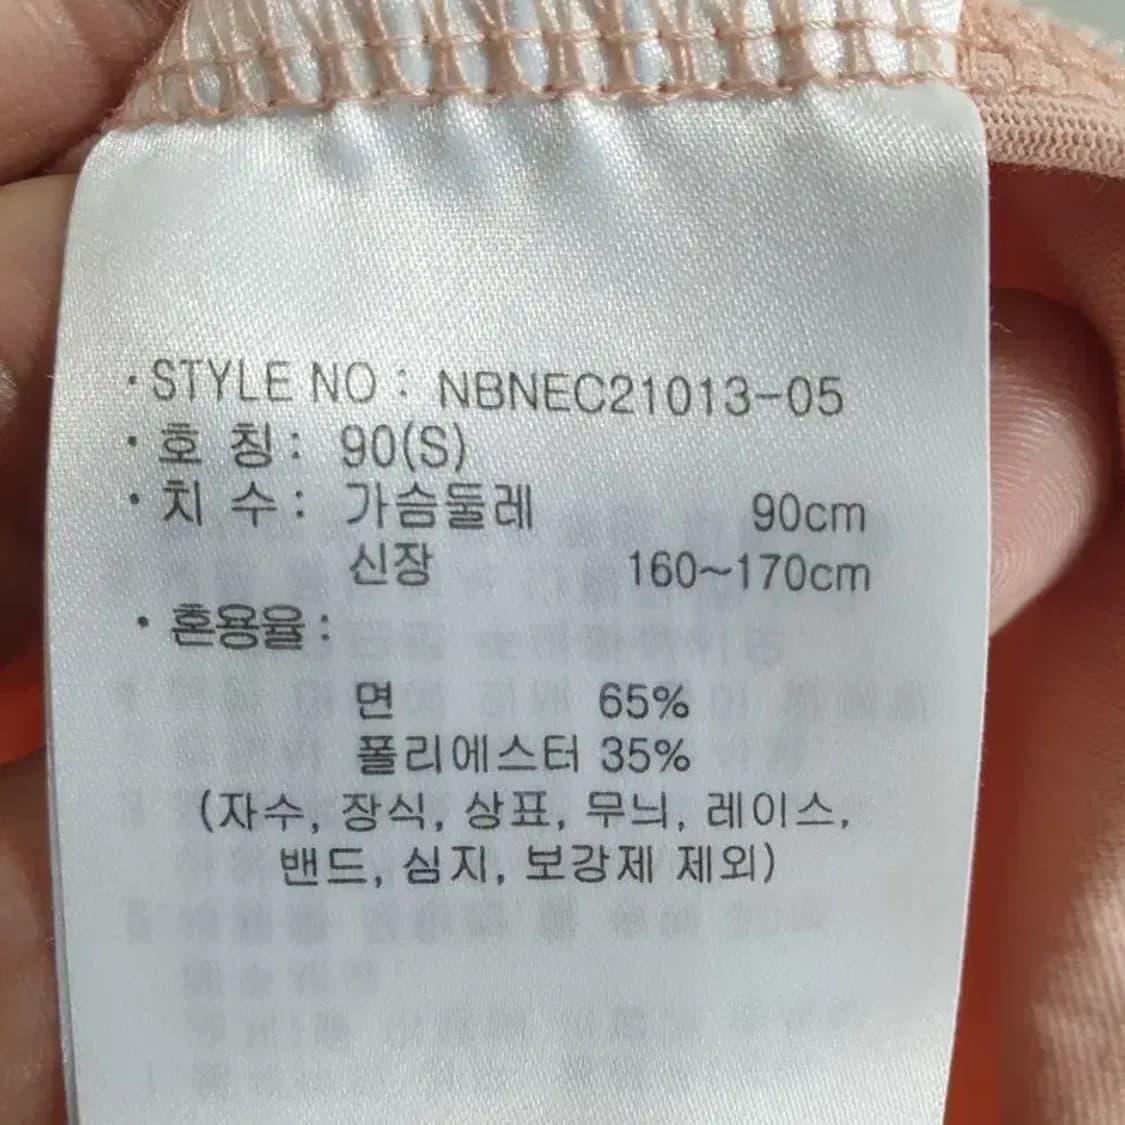 · STYLE NO : NBNEC21013-05
· 호 칭 : 90(S)
· 치 수 : 가슴둘레 90cm
신장 160~170cm
· 혼용율 :
면 65%
폴리에스터 35%
(자수, 장식, 상표, 무늬, 레이스,
밴드, 심지, 보강제 제외)